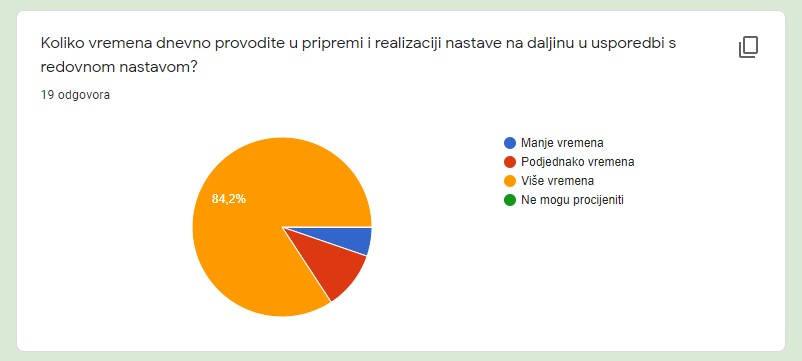 Koliko vremena dnevno provodite u pripremi i realizaciji nastave na daljinu u usporedbi s
redovnom nastavom?
19 odgovora
84,2%
Manje vremena
Podjednako vremena
Više vremena
Ne mogu procijeniti